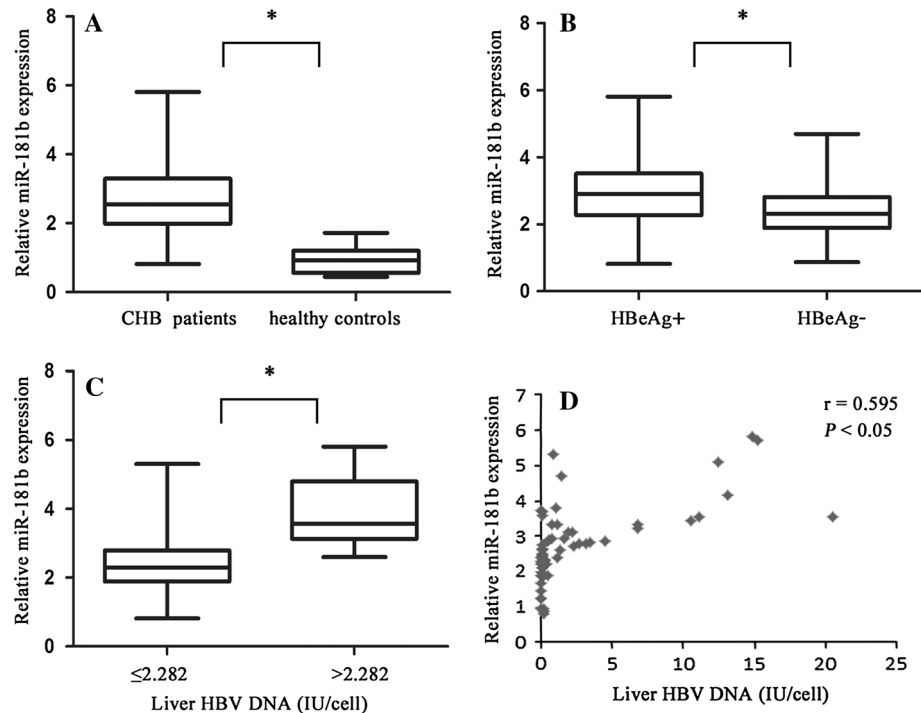 A
*
Relative miR-181b expression
8
6
4
2
0
CHB patients healthy controls
B
*
Relative miR-181b expression
8
6
4
2
0
HBeAg+ HBeAg-
C
*
Relative miR-181b expression
8
6
4
2
0
≤2.282 >2.282
Liver HBV DNA (IU/cell)
D
r = 0.595
P < 0.05
Relative miR-181b expression
7
6
5
4
3
2
1
0
0 5 10 15 20 25
Liver HBV DNA (IU/cell)